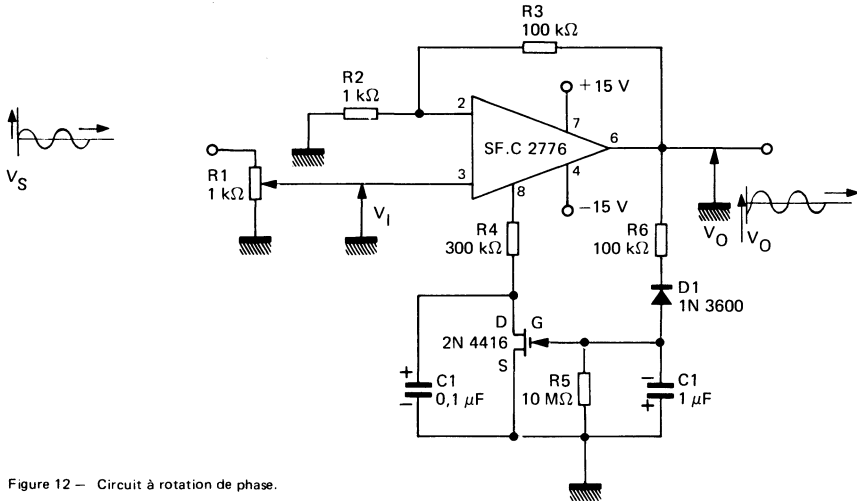 R3
100 kΩ
R2
1 kΩ
2
+15 V
7
SF.C 2776
6
4
3
8
−15 V
V_S
R1
1 kΩ
V_I
R4
300 kΩ
R6
100 kΩ
V_O
V_O
D1
1N 3600
D
G
2N 4416
S
+
−
C1
0,1 µF
R5
10 MΩ
−
+
C1
1 µF
Figure 12 — Circuit à rotation de phase.